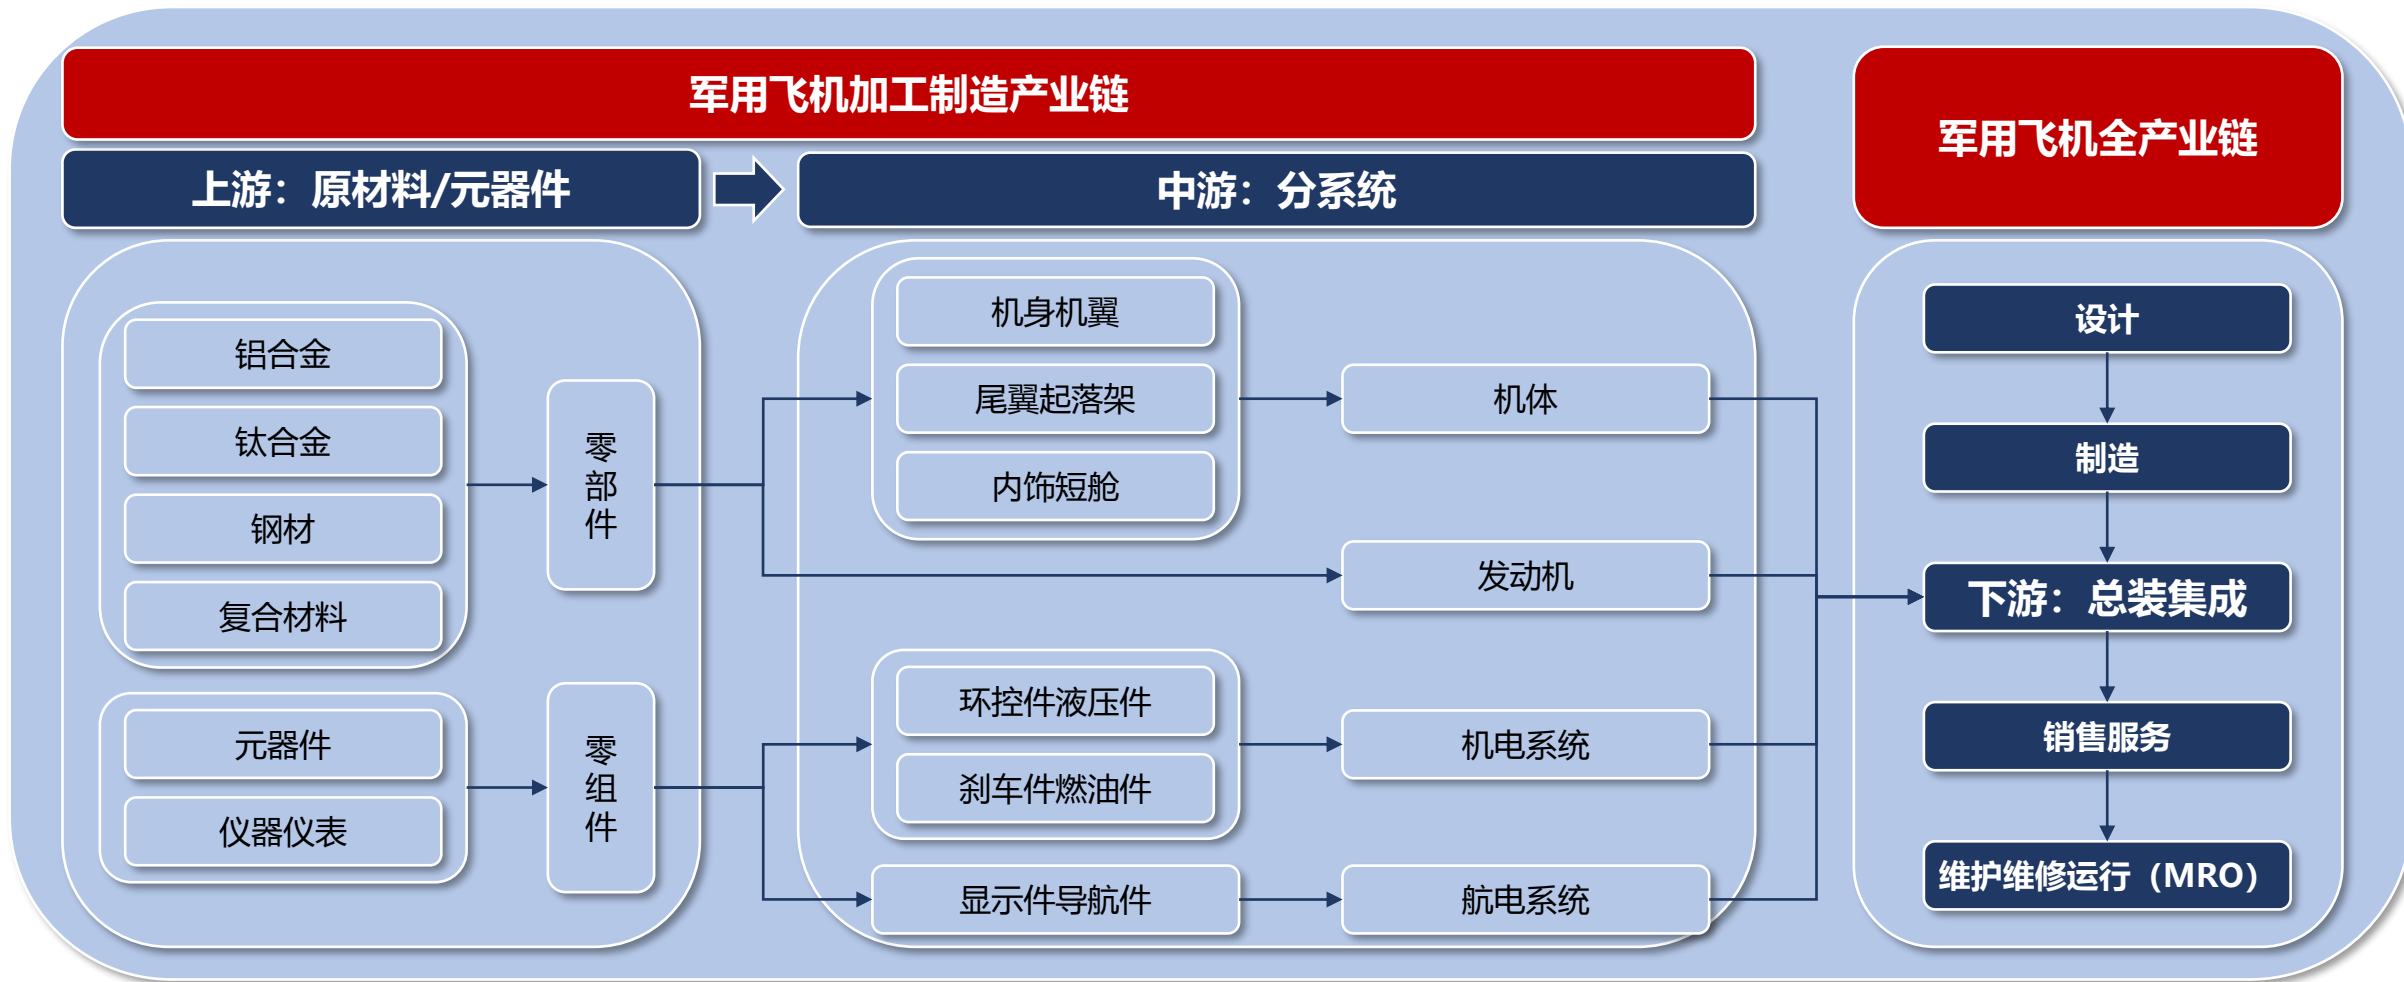 军用飞机加工制造产业链
军用飞机全产业链
上游：原材料/元器件
中游：分系统
铝合金
钛合金
钢材
复合材料
元器件
仪器仪表
零部件
零组件
机身机翼
尾翼起落架
内饰短舱
环控件液压件
刹车件燃油件
显示件导航件
机体
发动机
机电系统
航电系统
设计
制造
下游：总装集成
销售服务
维护维修运行（MRO）